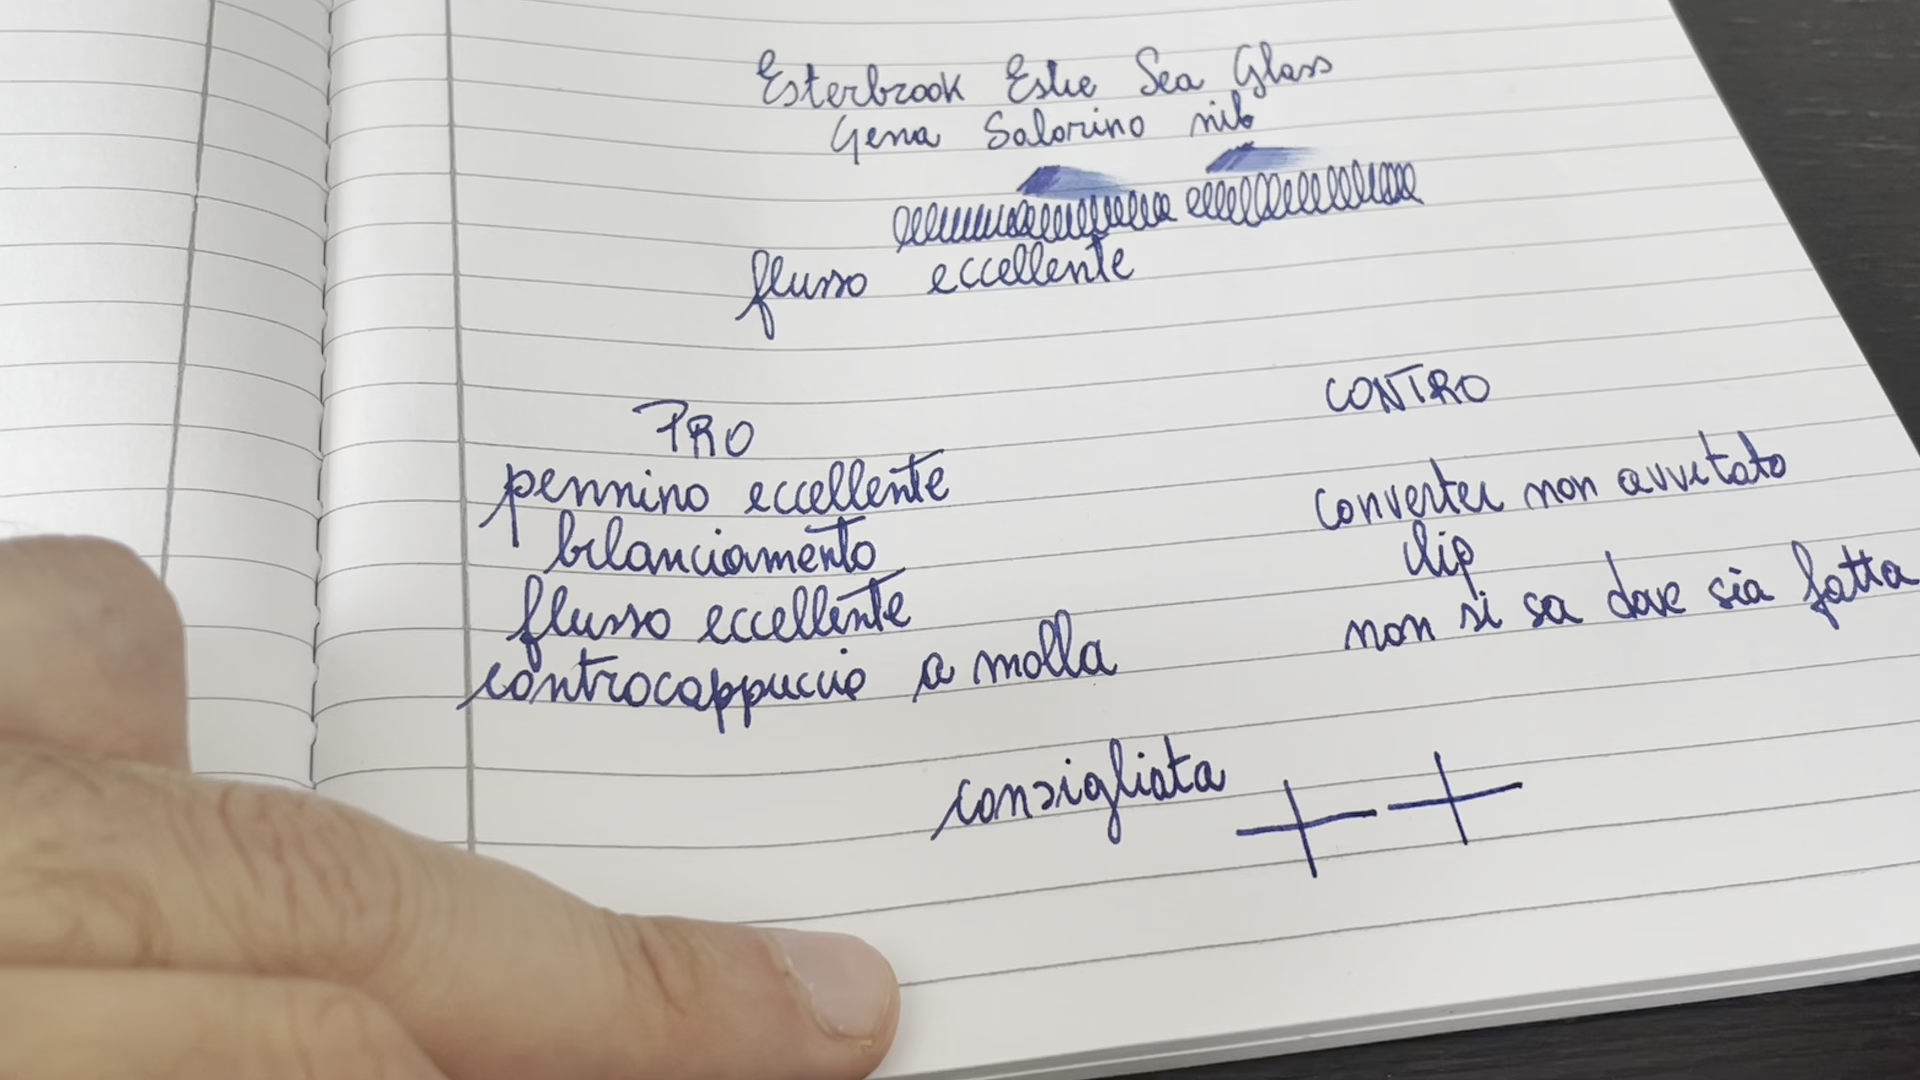 Esterbrook Estie Sea Glass
Gena Salorino nib
flusso eccellente
PRO
pennino eccellente
bilanciamento
flusso eccellente
controcappuccio a molla
CONTRO
converter non avvitato
clip
non si sa dove sia fatta
consigliata ++